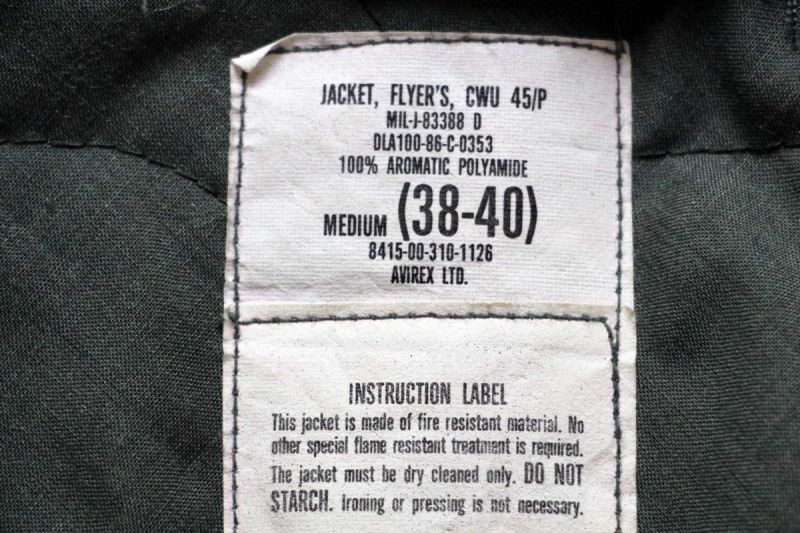 JACKET, FLYER'S, CWU 45/P
MIL-J-83388 D
DLA100-86-C-0353
100% AROMATIC POLYAMIDE
MEDIUM (38-40)
8415-00-310-1126
AVIREX LTD.
INSTRUCTION LABEL
This jacket is made of fire resistant material. No
other special flame resistant treatment is required.
The jacket must be dry cleaned only. DO NOT
STARCH. Ironing or pressing is not necessary.